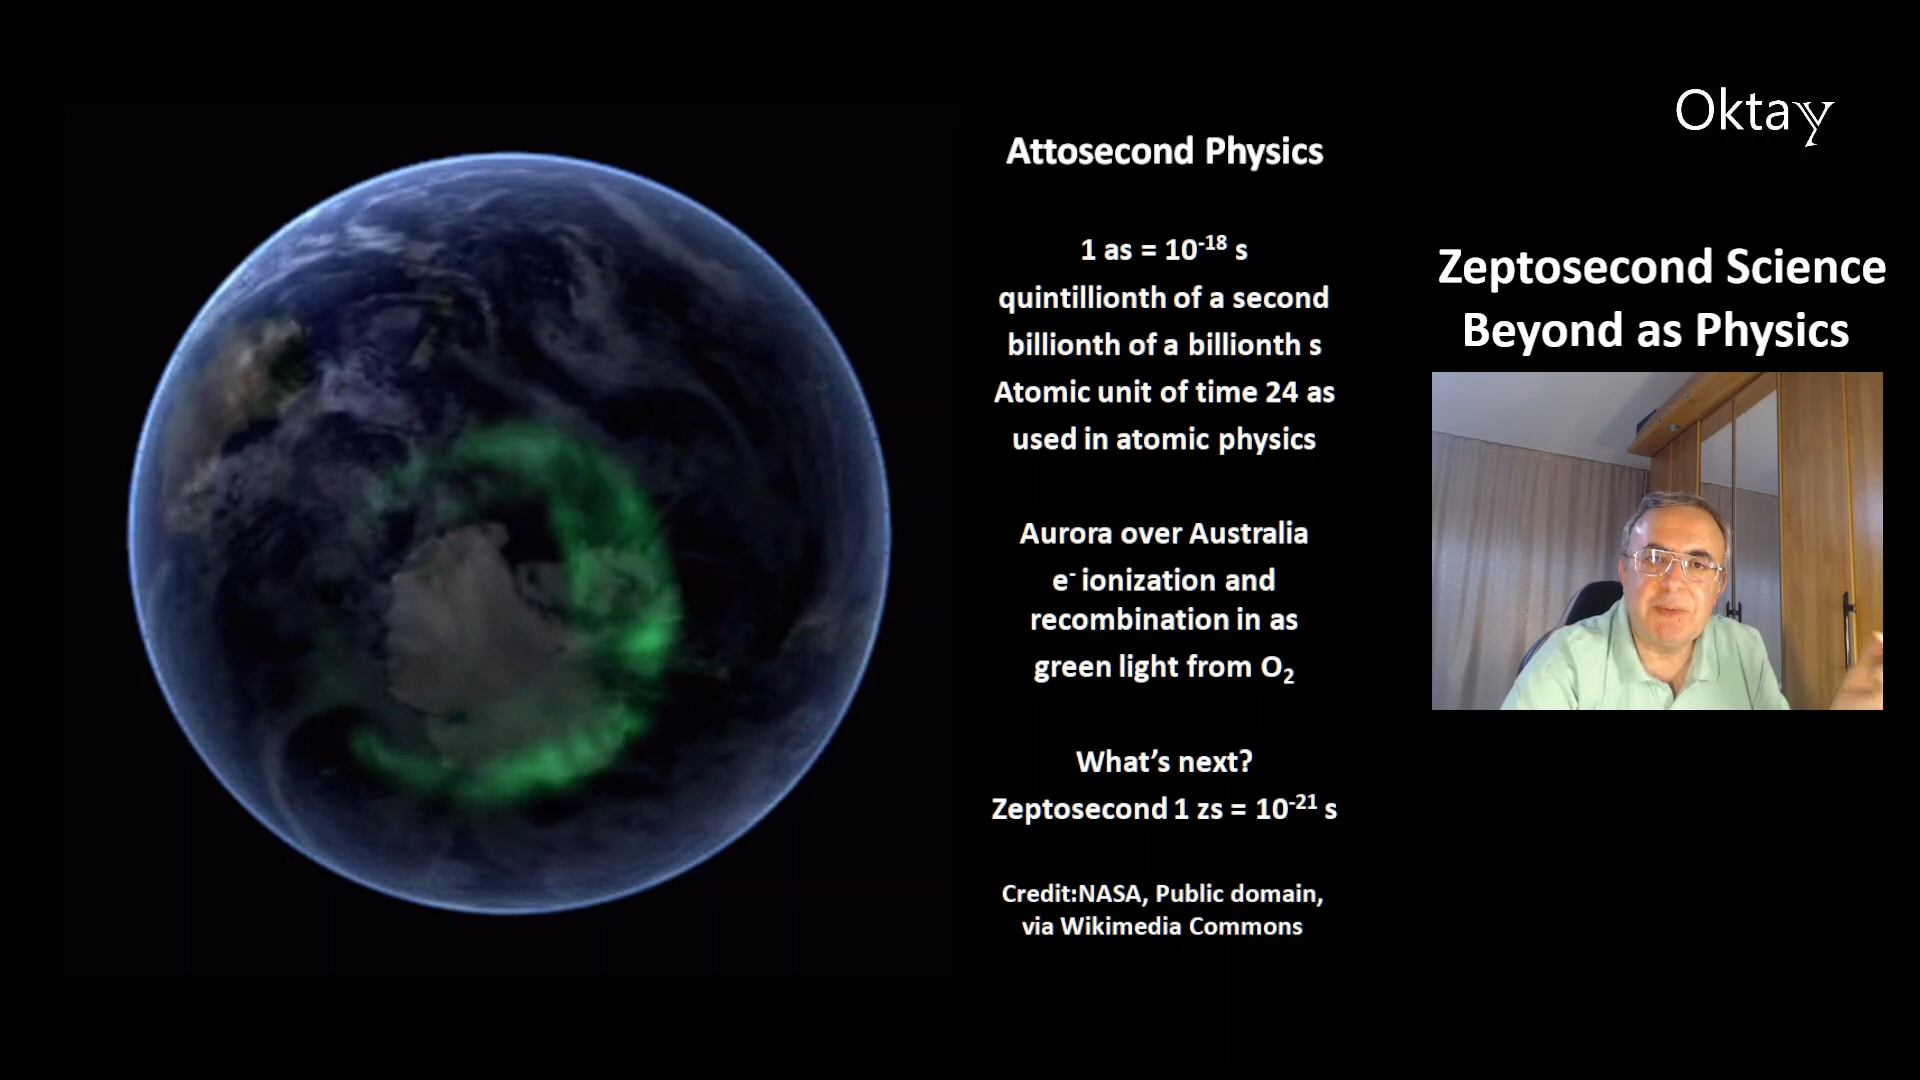 Oktay
Attosecond Physics
1 as = 10⁻¹⁸ s
quintillionth of a second
billionth of a billionth s
Atomic unit of time 24 as
used in atomic physics
Aurora over Australia
e⁻ ionization and
recombination in as
green light from O₂
What’s next?
Zeptosecond 1 zs = 10⁻²¹ s
Credit:NASA, Public domain,
via Wikimedia Commons
Zeptosecond Science
Beyond as Physics